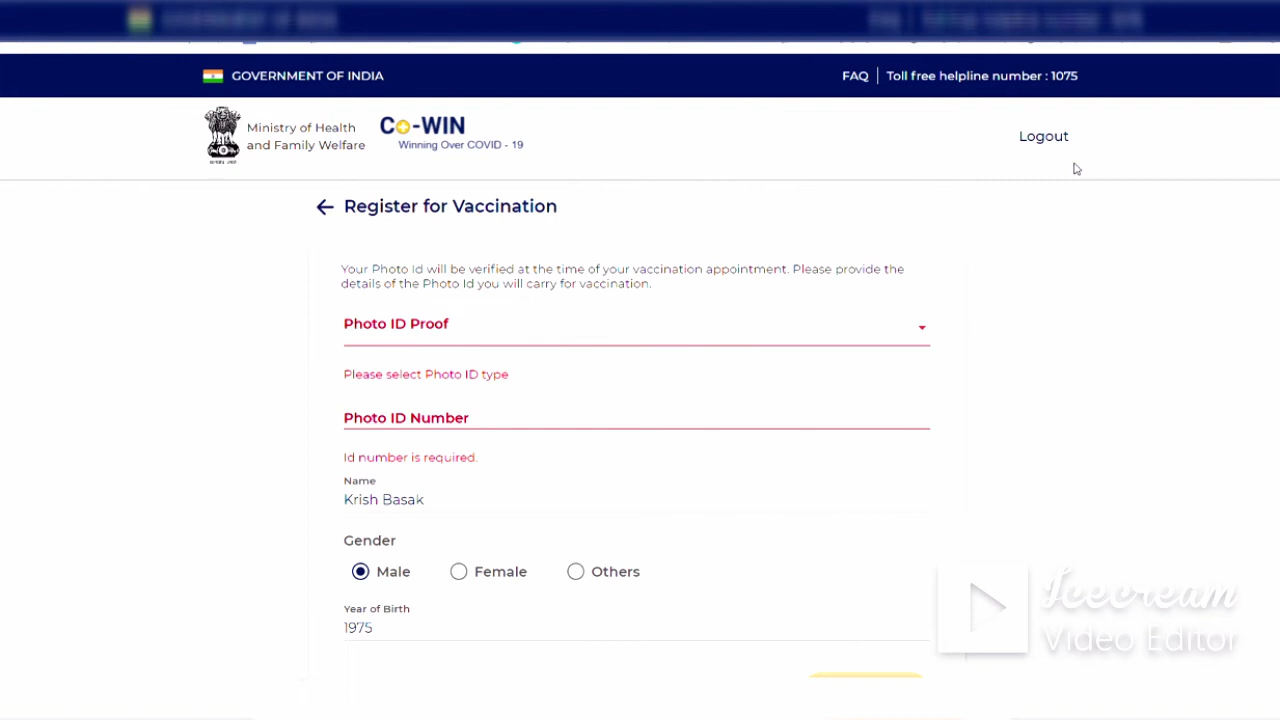 GOVERNMENT OF INDIA
FAQ Toll free helpline number : 1075
Ministry of Health
and Family Welfare
Co-WIN
Winning Over COVID - 19
Logout
Register for Vaccination
Your Photo Id will be verified at the time of your vaccination appointment. Please provide the
details of the Photo Id you will carry for vaccination.
Photo ID Proof
Please select Photo ID type
Photo ID Number
Id number is required.
Name
Krish Basak
Gender
Male Female Others
Year of Birth
1975
Icecream
Video Editor